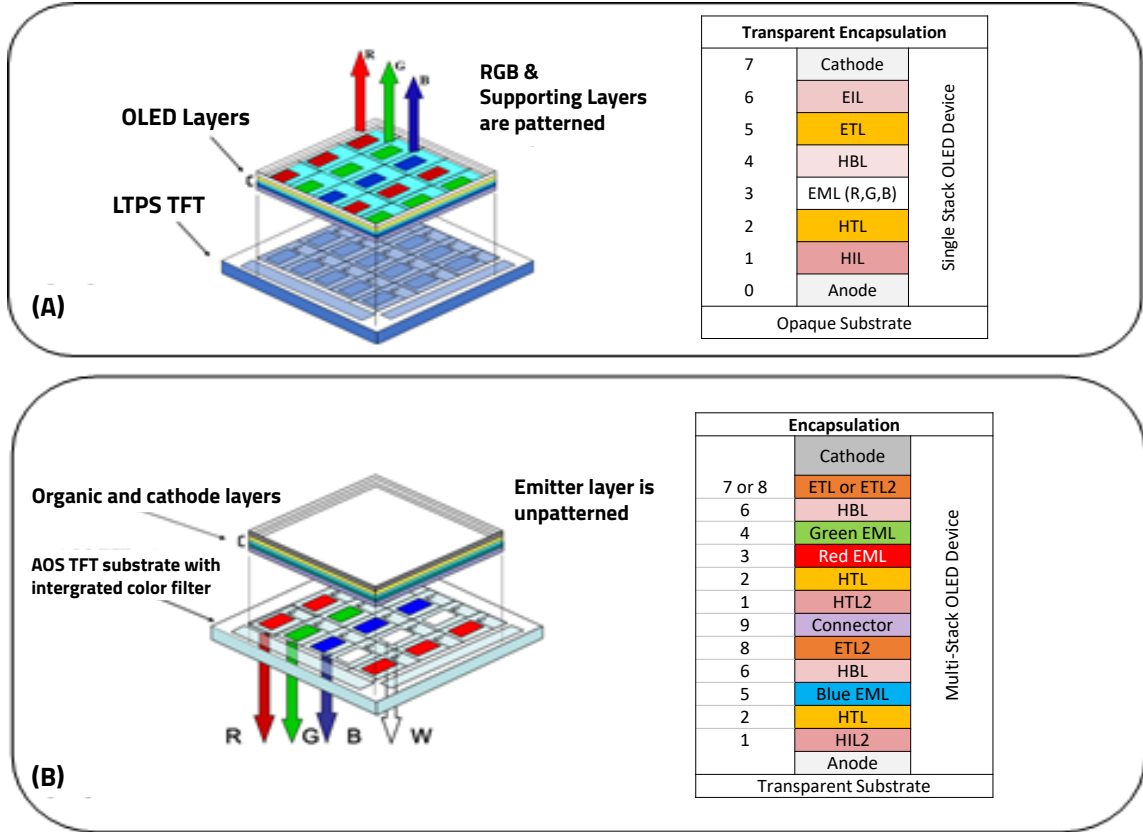 R
G
B
RGB &
Supporting Layers
are patterned
OLED Layers
LTPS TFT
(A)
Transparent Encapsulation
7 Cathode
6 EIL
5 ETL
4 HBL
3 EML (R,G,B)
2 HTL
1 HIL
0 Anode
Single Stack OLED Device
Opaque Substrate
Organic and cathode layers
Emitter layer is
unpatterned
AOS TFT substrate with
intergrated color filter
R G B W
(B)
Encapsulation
Cathode
7 or 8 ETL or ETL2
6 HBL
4 Green EML
3 Red EML
2 HTL
1 HTL2
9 Connector
8 ETL2
6 HBL
5 Blue EML
2 HTL
1 HIL2
Anode
Multi-Stack OLED Device
Transparent Substrate